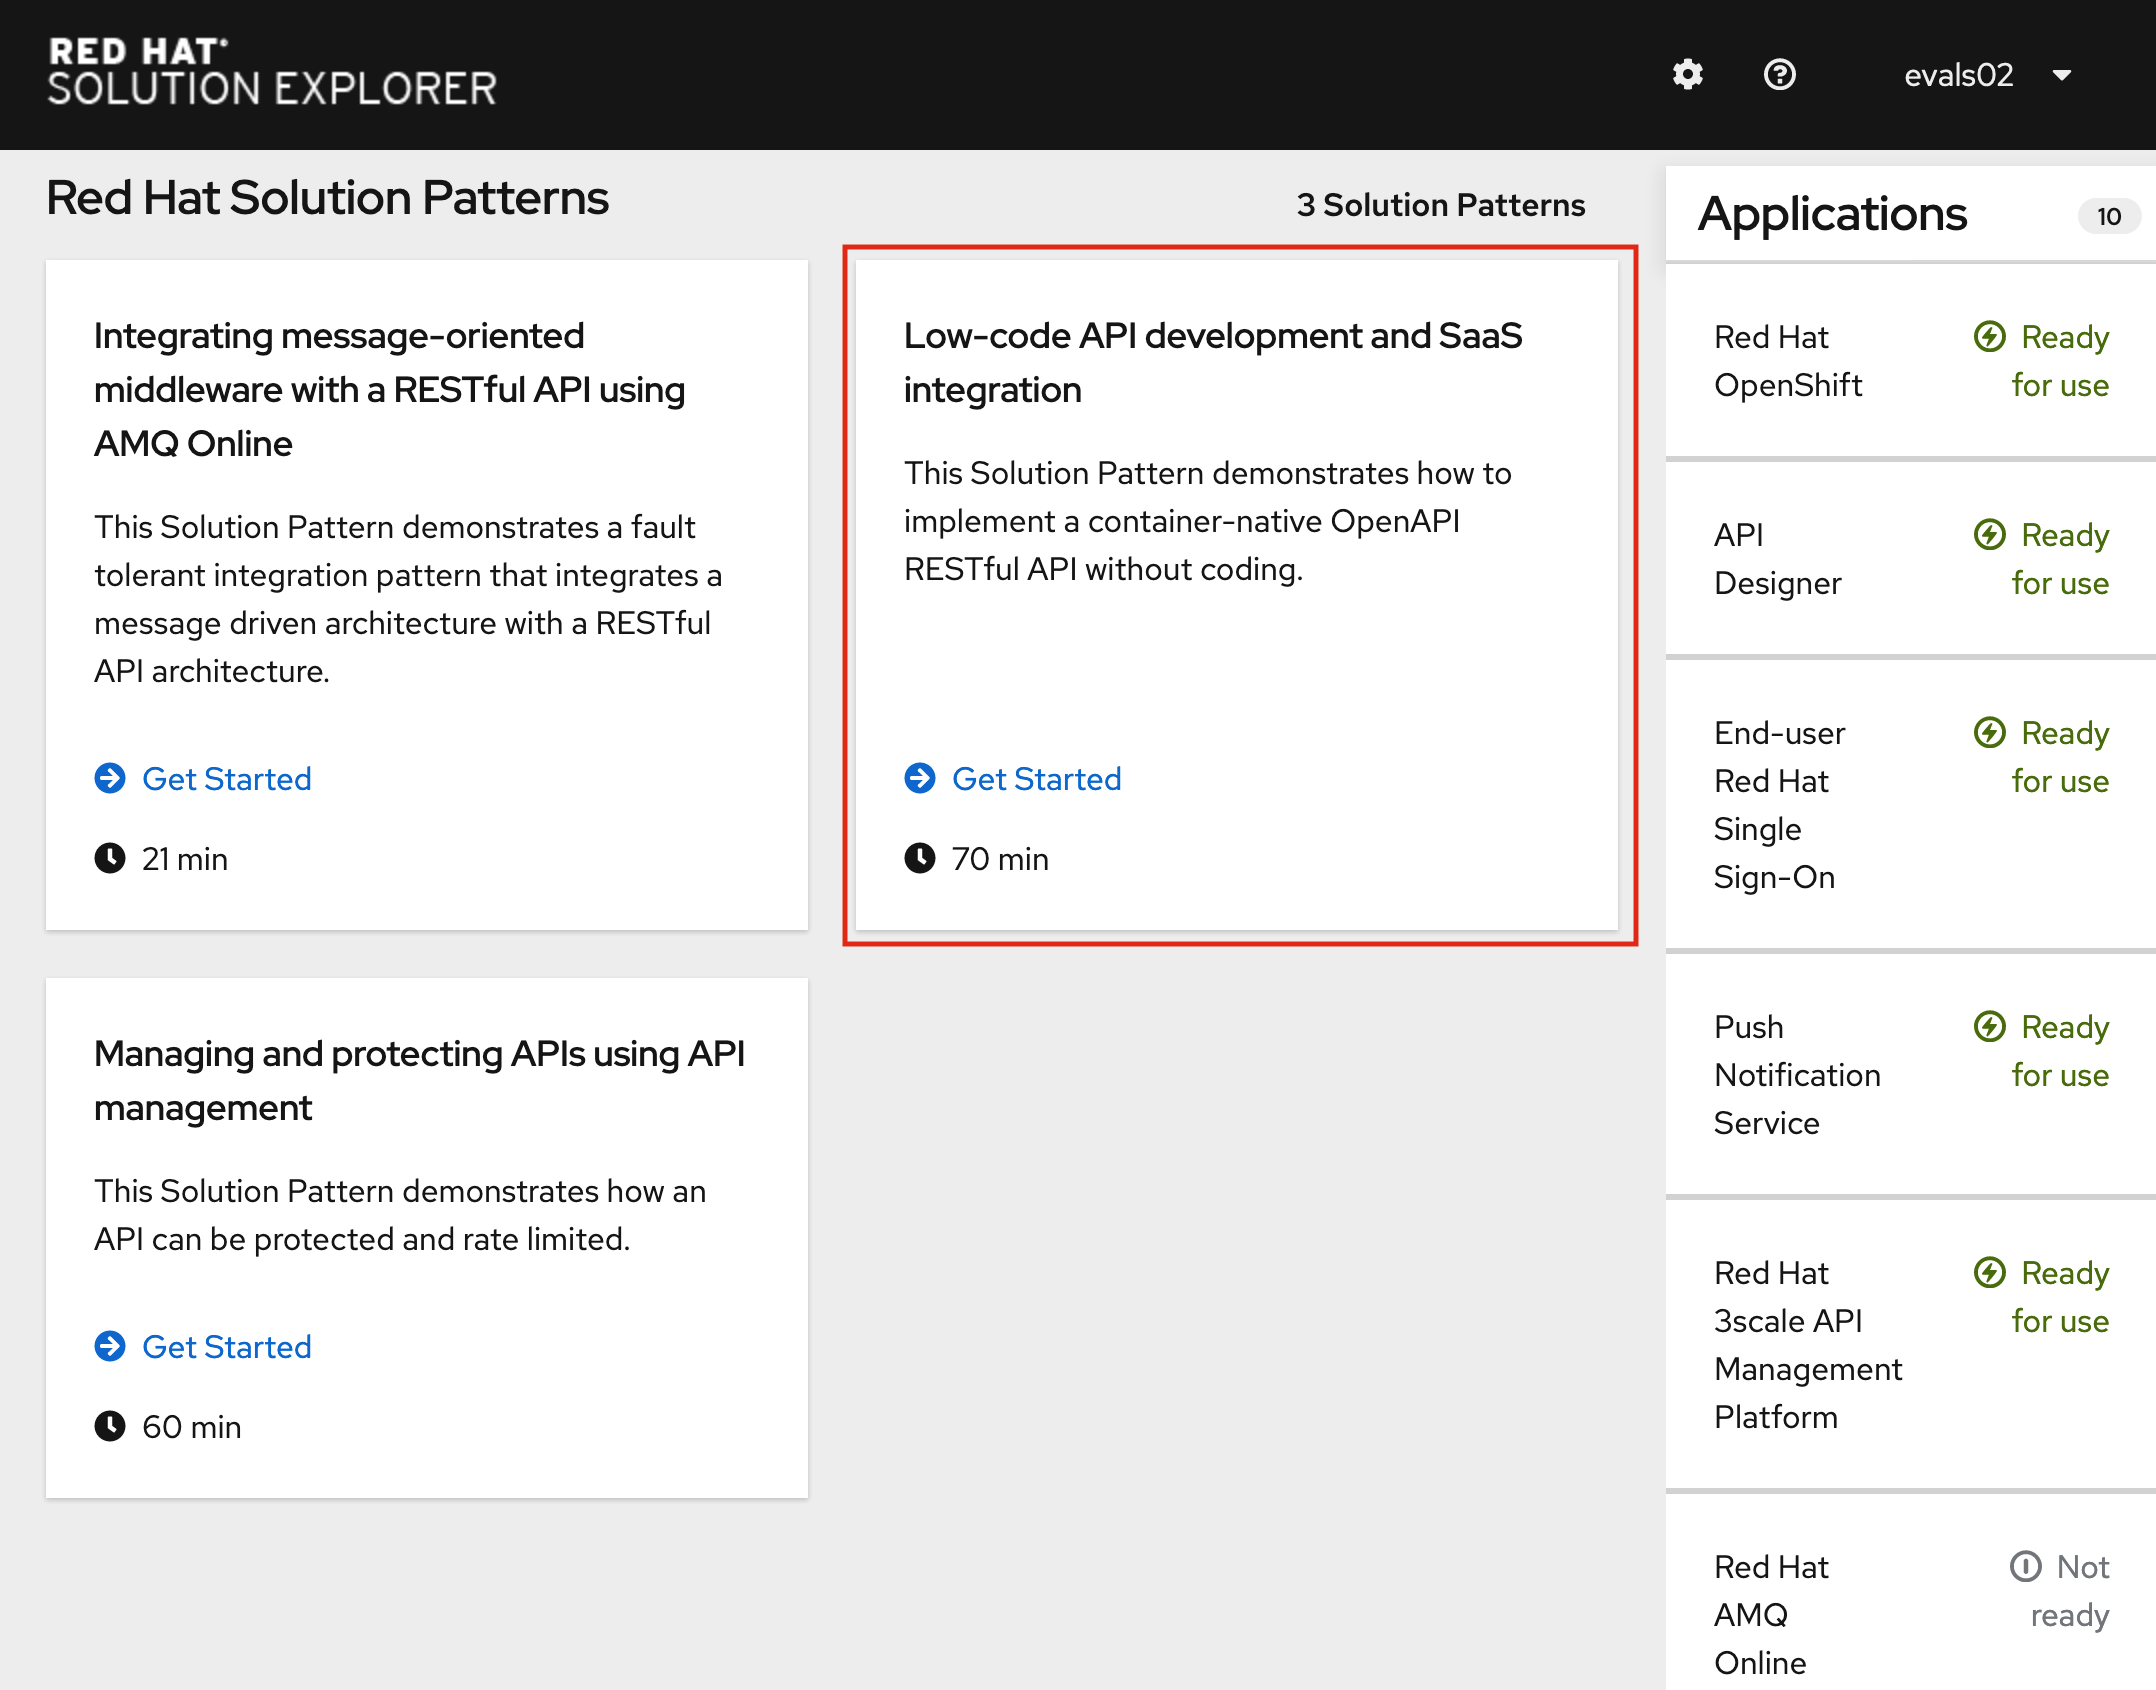 RED HAT®
SOLUTION EXPLORER
evals02
Red Hat Solution Patterns
3 Solution Patterns
Integrating message-oriented
middleware with a RESTful API using
AMQ Online
This Solution Pattern demonstrates a fault
tolerant integration pattern that integrates a
message driven architecture with a RESTful
API architecture.
Get Started
21 min
Low-code API development and SaaS
integration
This Solution Pattern demonstrates how to
implement a container-native OpenAPI
RESTful API without coding.
Get Started
70 min
Managing and protecting APIs using API
management
This Solution Pattern demonstrates how an
API can be protected and rate limited.
Get Started
60 min
Applications 10
Red Hat Ready
OpenShift for use
API Ready
Designer for use
End-user Ready
Red Hat for use
Single
Sign-On
Push Ready
Notification for use
Service
Red Hat Ready
3scale API for use
Management
Platform
Red Hat Not
AMQ ready
Online